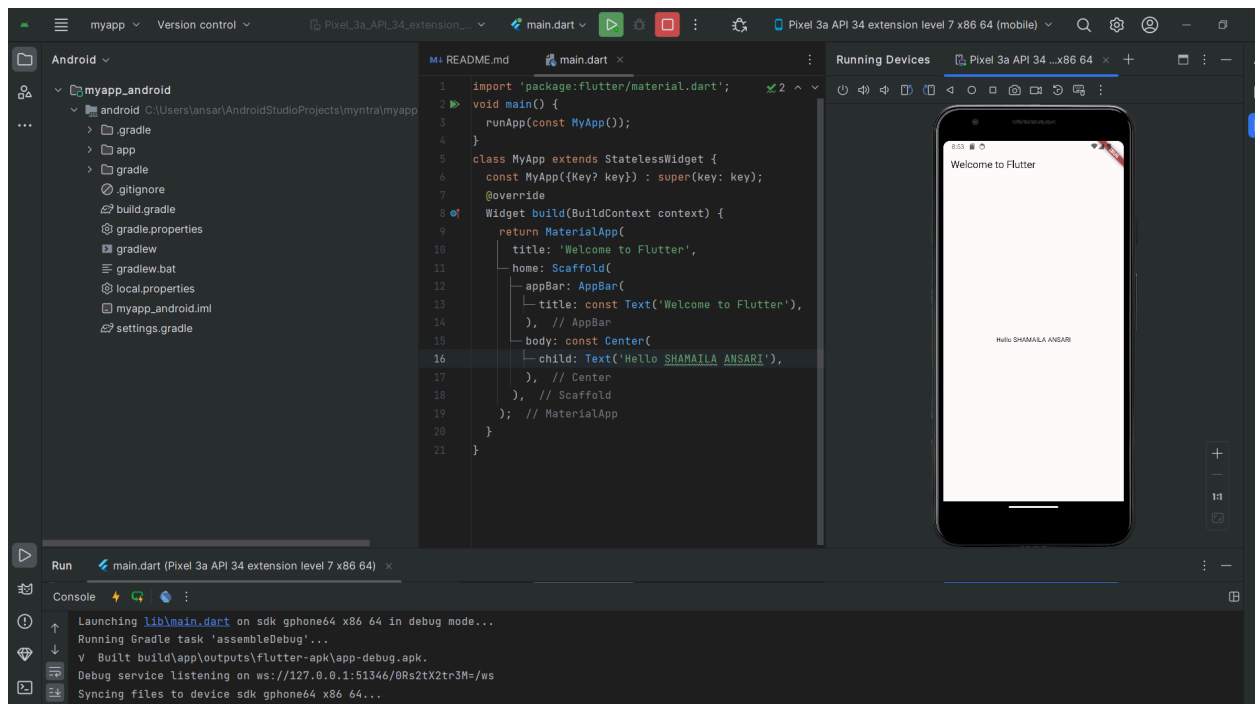 myapp Version control Pixel_3a_API_34_extension_... main.dart Pixel 3a API 34 extension level 7 x86 64 (mobile)
Android
myapp_android
android C:\Users\ansar\AndroidStudioProjects\myntra\myapp
.gradle
app
gradle
.gitignore
build.gradle
gradle.properties
gradlew
gradlew.bat
local.properties
myapp_android.iml
settings.gradle
M↓ README.md main.dart
2
1 import 'package:flutter/material.dart';
2 void main() {
3 runApp(const MyApp());
4 }
5 class MyApp extends StatelessWidget {
6 const MyApp({Key? key}) : super(key: key);
7 @override
8 Widget build(BuildContext context) {
9 return MaterialApp(
10 title: 'Welcome to Flutter',
11 home: Scaffold(
12 appBar: AppBar(
13 title: const Text('Welcome to Flutter'),
14 ), // AppBar
15 body: const Center(
16 child: Text('Hello SHAMAILA ANSARI'),
17 ), // Center
18 ), // Scaffold
19 ); // MaterialApp
20 }
21 }
Running Devices Pixel 3a API 34 ...x86 64
8:53
Welcome to Flutter
Hello SHAMAILA ANSARI
1:1
Run main.dart (Pixel 3a API 34 extension level 7 x86 64)
Console
Launching lib\main.dart on sdk gphone64 x86 64 in debug mode...
Running Gradle task 'assembleDebug'...
√ Built build\app\outputs\flutter-apk\app-debug.apk.
Debug service listening on ws://127.0.0.1:51346/0Rs2tX2tr3M=/ws
Syncing files to device sdk gphone64 x86 64...